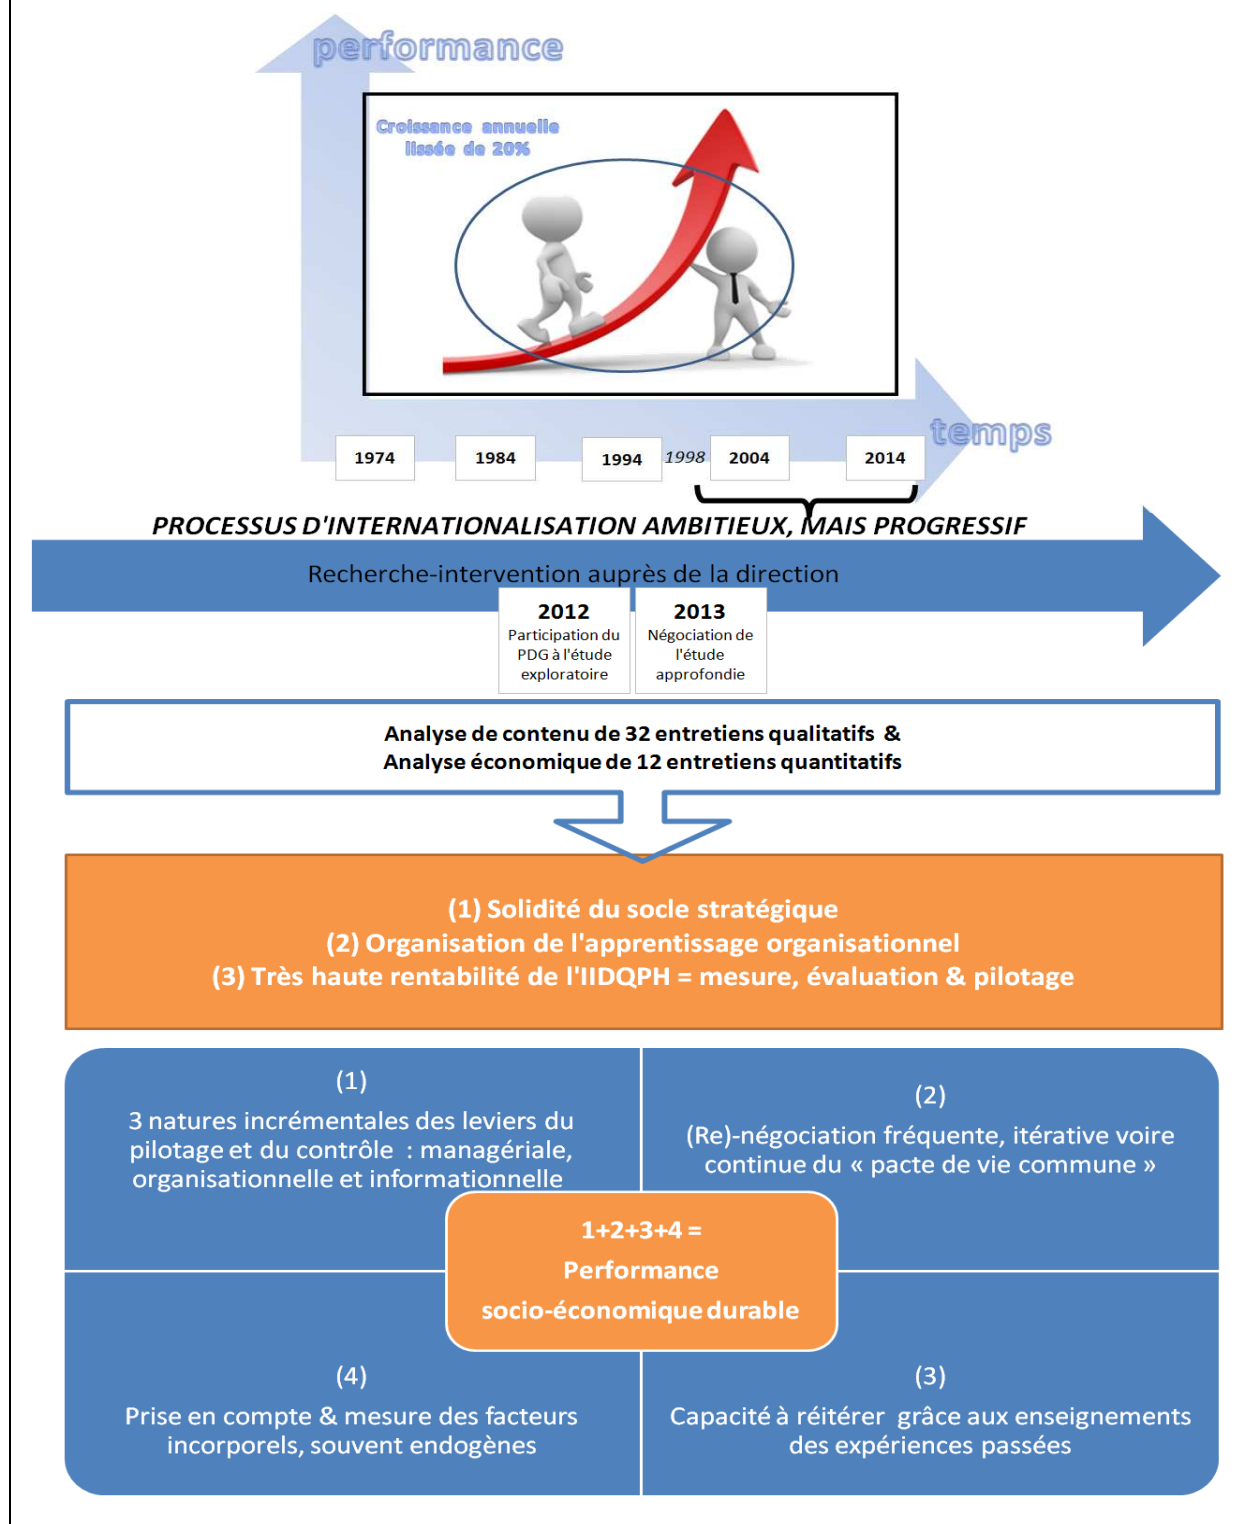 performance
Croissance annuelle
lissée de 20%
temps
1974
1984
1994
1998
2004
2014
PROCESSUS D'INTERNATIONALISATION AMBITIEUX, MAIS PROGRESSIF
Recherche-intervention auprès de la direction
2012
Participation du
PDG à l'étude
exploratoire
2013
Négociation de
l'étude
approfondie
Analyse de contenu de 32 entretiens qualitatifs &
Analyse économique de 12 entretiens quantitatifs
(1) Solidité du socle stratégique
(2) Organisation de l'apprentissage organisationnel
(3) Très haute rentabilité de l'IIDQPH = mesure, évaluation & pilotage
(1)
3 natures incrémentales des leviers du
pilotage et du contrôle : managériale,
organisationnelle et informationnelle
(2)
(Re)-négociation fréquente, itérative voire
continue du « pacte de vie commune »
1+2+3+4 =
Performance
socio-économique durable
(4)
Prise en compte & mesure des facteurs
incorporels, souvent endogènes
(3)
Capacité à réitérer grâce aux enseignements
des expériences passées